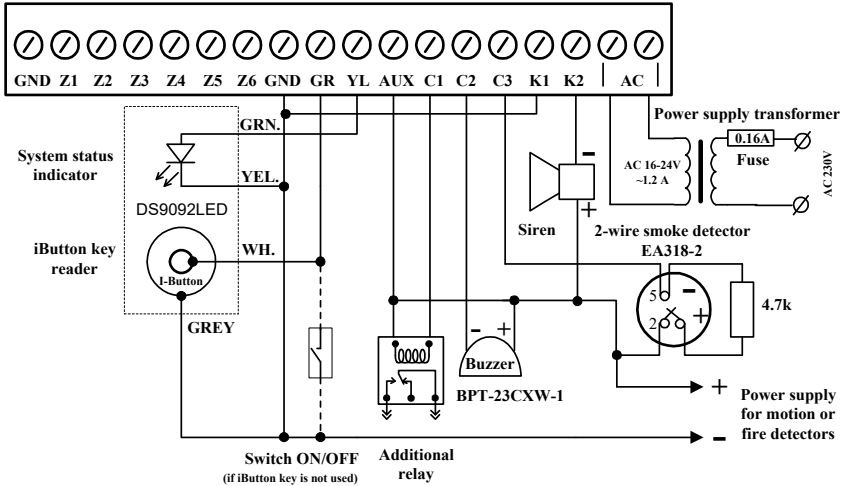 GND Z1 Z2 Z3 Z4 Z5 Z6 GND GR YL AUX C1 C2 C3 K1 K2 AC
Power supply transformer
GRN.
0.16A
Fuse
AC 230V
AC 16-24V
~1.2 A
System status
indicator
YEL.
DS9092LED
Siren
-
+
2-wire smoke detector
EA318-2
iButton key
reader
WH.
I-Button
GREY
5
-
2
+
4.7k
- +
Buzzer
BPT-23CXW-1
+
Power supply
for motion or
fire detectors
-
Switch ON/OFF
(if iButton key is not used)
Additional
relay